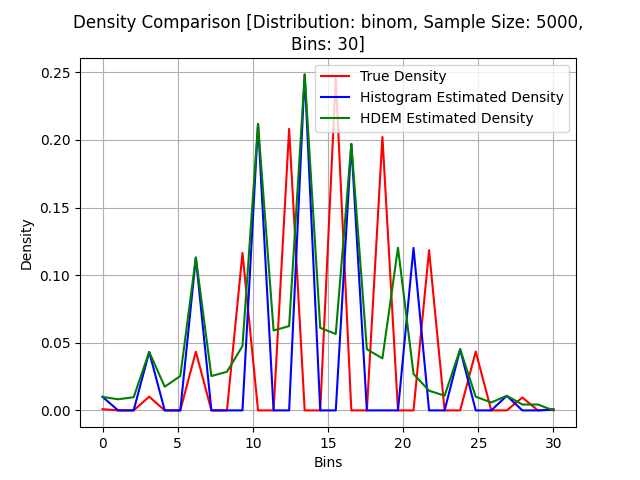 Density Comparison [Distribution: binom, Sample Size: 5000,
Bins: 30]
True Density
Histogram Estimated Density
HDEM Estimated Density
Density
0.25
0.20
0.15
0.10
0.05
0.00
0 5 10 15 20 25 30
Bins